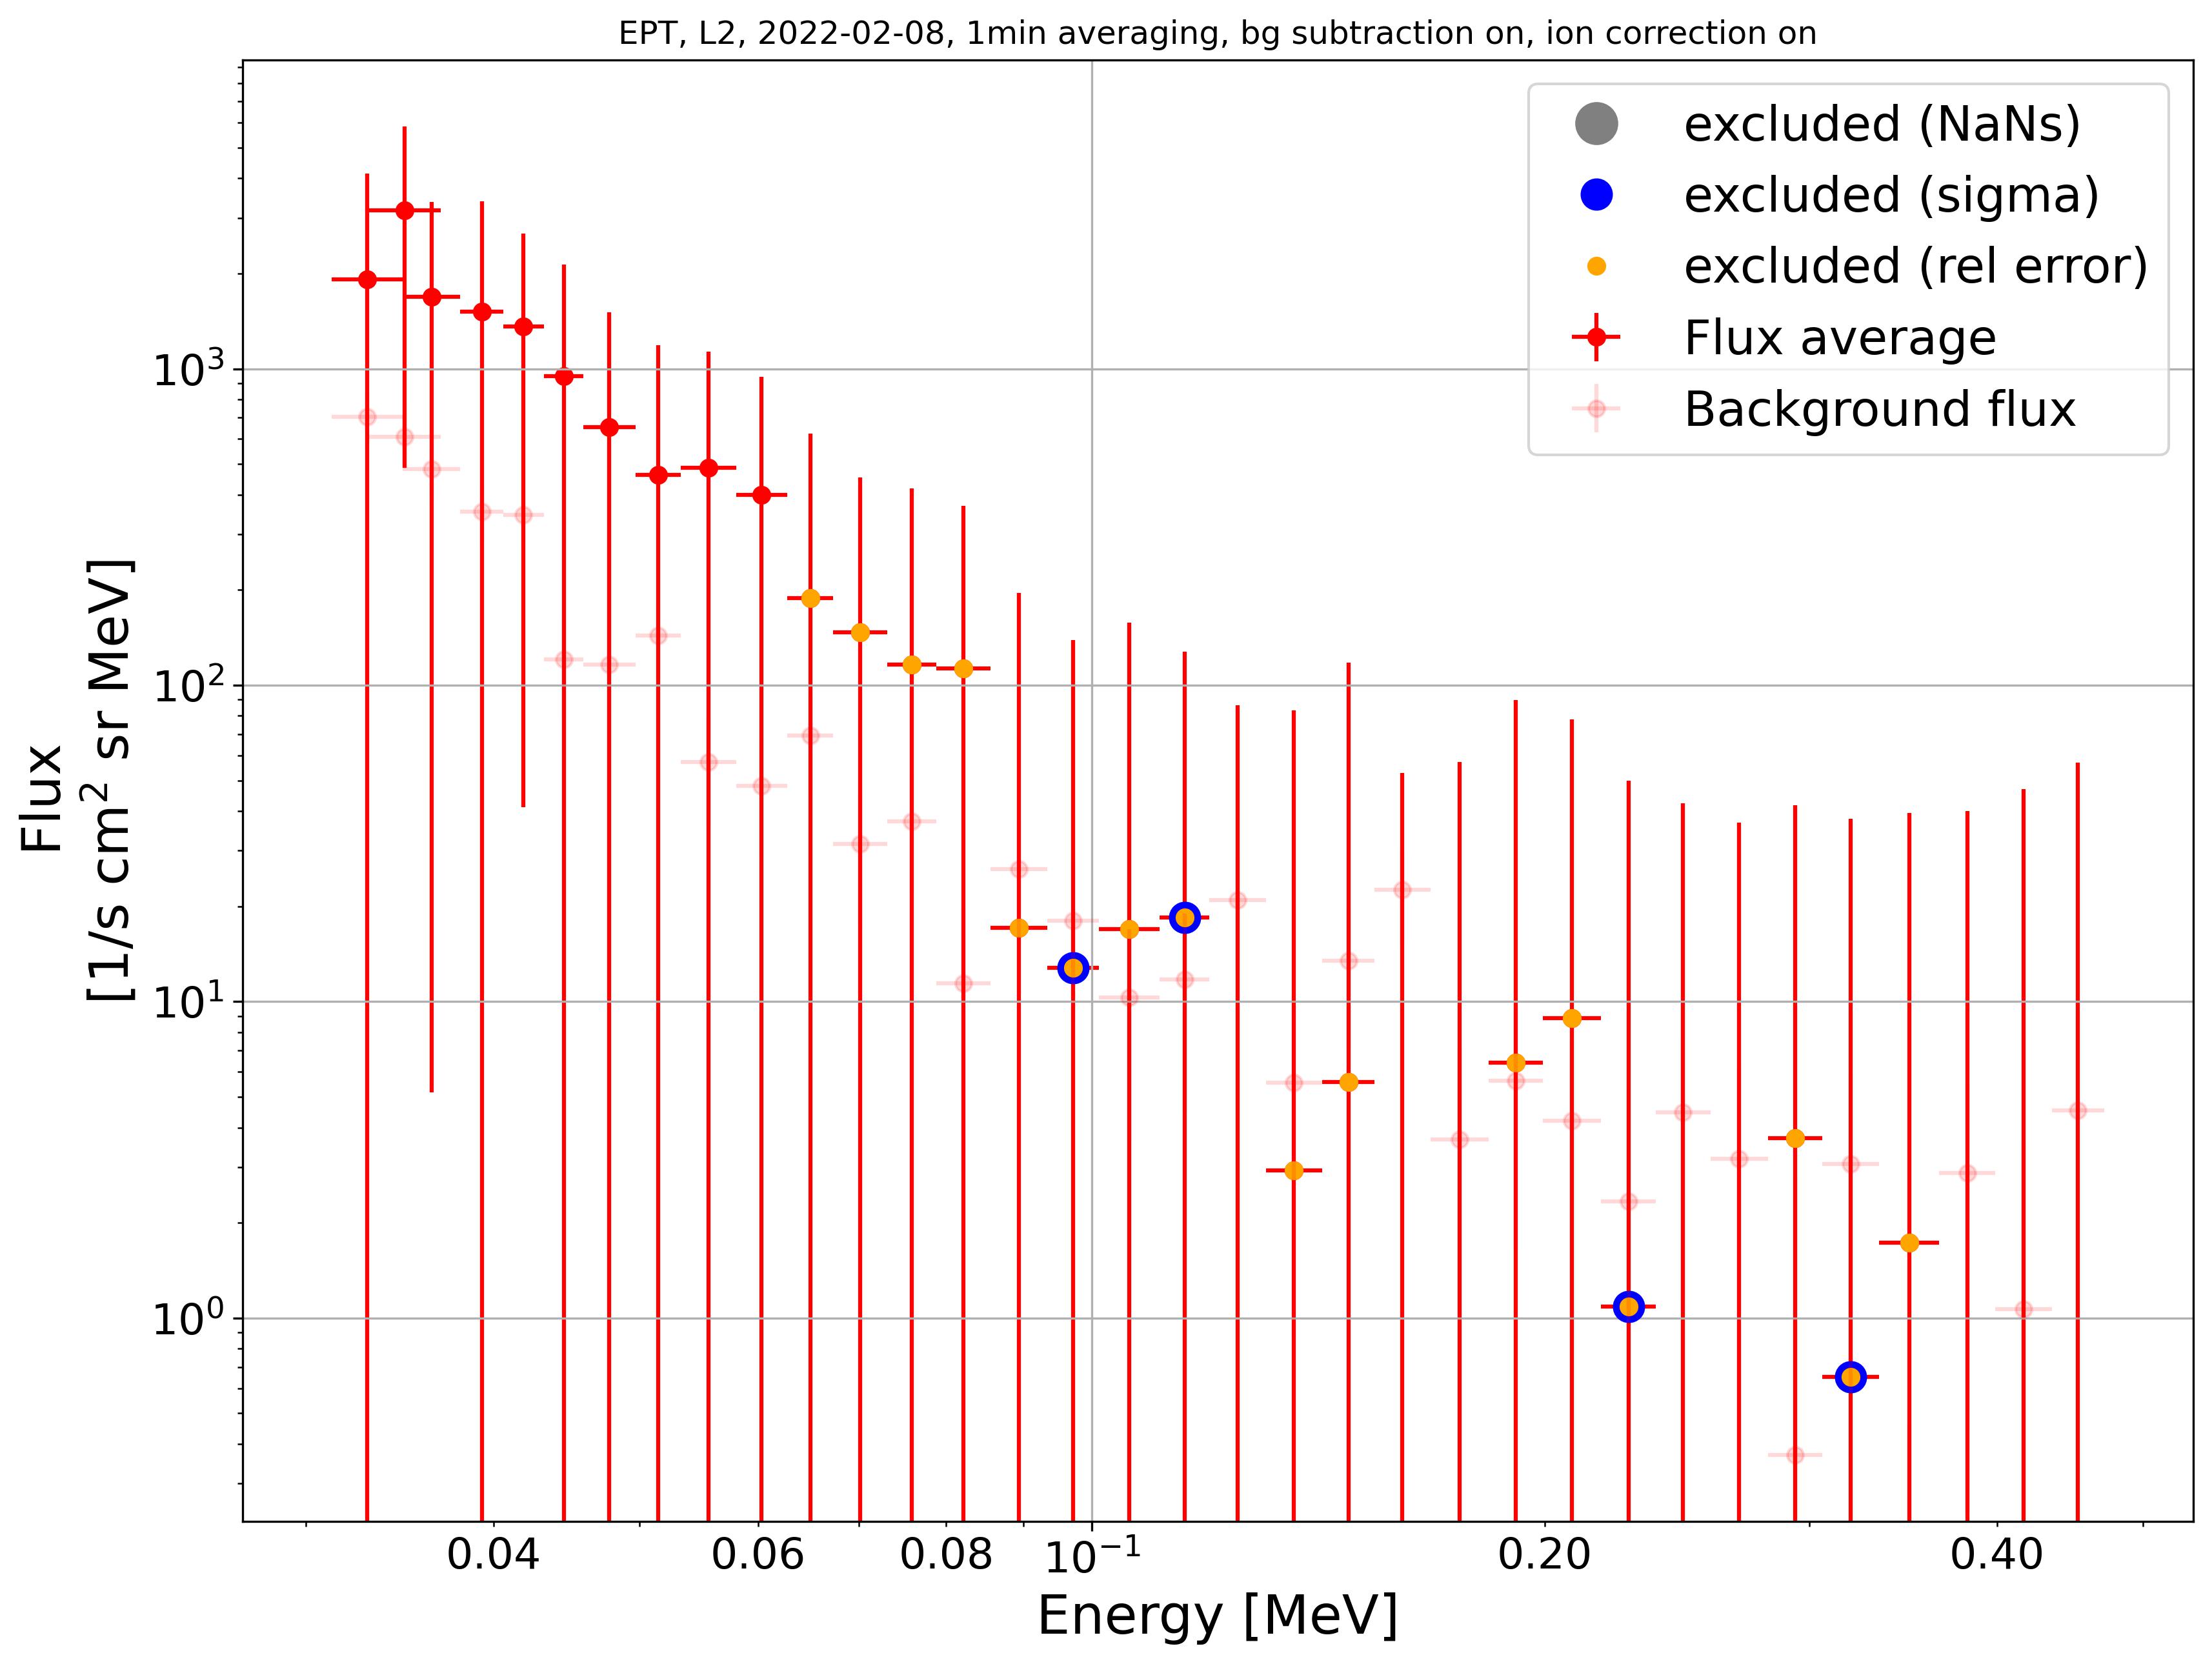 EPT, L2, 2022-02-08, 1min averaging, bg subtraction on, ion correction on
excluded (NaNs)
excluded (sigma)
excluded (rel error)
Flux average
Background flux
Flux
[1/s cm² sr MeV]
10³
10²
10¹
10⁰
0.04
0.06
0.08
10⁻¹
0.20
0.40
Energy [MeV]